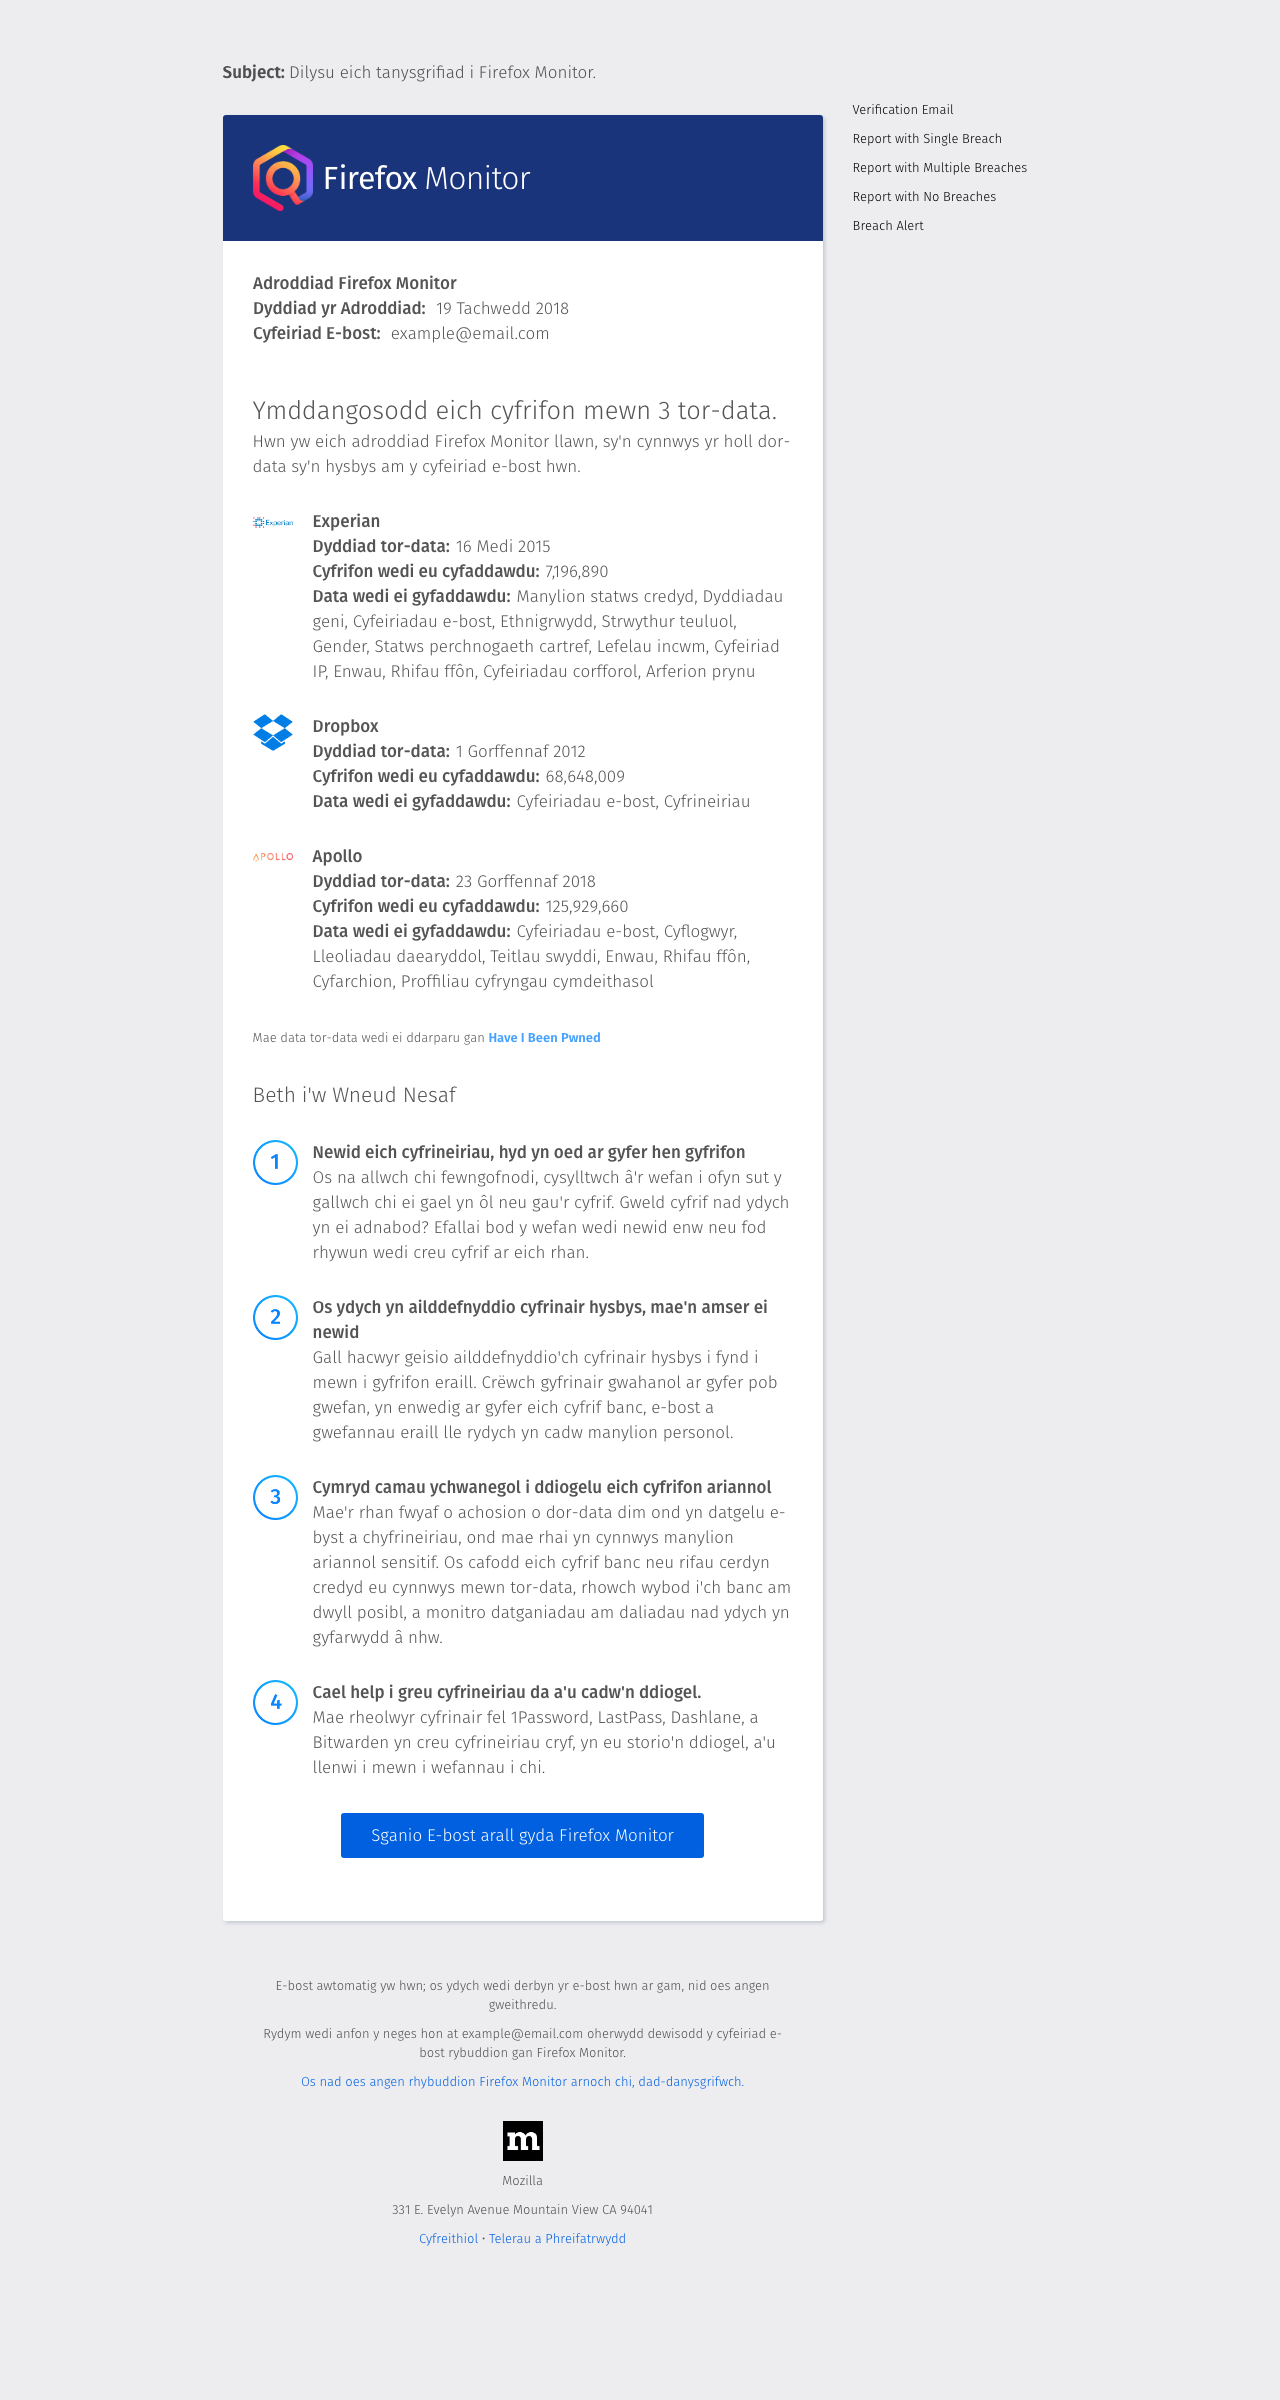 Subject: Dilysu eich tanysgrifiad i Firefox Monitor.
Verification Email
Report with Single Breach
Report with Multiple Breaches
Report with No Breaches
Breach Alert
Firefox Monitor
Adroddiad Firefox Monitor
Dyddiad yr Adroddiad: 19 Tachwedd 2018
Cyfeiriad E-bost: example@email.com
Ymddangosodd eich cyfrifon mewn 3 tor-data.
Hwn yw eich adroddiad Firefox Monitor llawn, sy'n cynnwys yr holl dor-
data sy'n hysbys am y cyfeiriad e-bost hwn.
Experian
Experian
Dyddiad tor-data: 16 Medi 2015
Cyfrifon wedi eu cyfaddawdu: 7,196,890
Data wedi ei gyfaddawdu: Manylion statws credyd, Dyddiadau
geni, Cyfeiriadau e-bost, Ethnigrwydd, Strwythur teuluol,
Gender, Statws perchnogaeth cartref, Lefelau incwm, Cyfeiriad
IP, Enwau, Rhifau ffôn, Cyfeiriadau corfforol, Arferion prynu
Dropbox
Dyddiad tor-data: 1 Gorffennaf 2012
Cyfrifon wedi eu cyfaddawdu: 68,648,009
Data wedi ei gyfaddawdu: Cyfeiriadau e-bost, Cyfrineiriau
APOLLO
Apollo
Dyddiad tor-data: 23 Gorffennaf 2018
Cyfrifon wedi eu cyfaddawdu: 125,929,660
Data wedi ei gyfaddawdu: Cyfeiriadau e-bost, Cyflogwyr,
Lleoliadau daearyddol, Teitlau swyddi, Enwau, Rhifau ffôn,
Cyfarchion, Proffiliau cyfryngau cymdeithasol
Mae data tor-data wedi ei ddarparu gan Have I Been Pwned
Beth i'w Wneud Nesaf
1
Newid eich cyfrineiriau, hyd yn oed ar gyfer hen gyfrifon
Os na allwch chi fewngofnodi, cysylltwch â'r wefan i ofyn sut y
gallwch chi ei gael yn ôl neu gau'r cyfrif. Gweld cyfrif nad ydych
yn ei adnabod? Efallai bod y wefan wedi newid enw neu fod
rhywun wedi creu cyfrif ar eich rhan.
2
Os ydych yn ailddefnyddio cyfrinair hysbys, mae'n amser ei
newid
Gall hacwyr geisio ailddefnyddio'ch cyfrinair hysbys i fynd i
mewn i gyfrifon eraill. Crëwch gyfrinair gwahanol ar gyfer pob
gwefan, yn enwedig ar gyfer eich cyfrif banc, e-bost a
gwefannau eraill lle rydych yn cadw manylion personol.
3
Cymryd camau ychwanegol i ddiogelu eich cyfrifon ariannol
Mae'r rhan fwyaf o achosion o dor-data dim ond yn datgelu e-
byst a chyfrineiriau, ond mae rhai yn cynnwys manylion
ariannol sensitif. Os cafodd eich cyfrif banc neu rifau cerdyn
credyd eu cynnwys mewn tor-data, rhowch wybod i'ch banc am
dwyll posibl, a monitro datganiadau am daliadau nad ydych yn
gyfarwydd â nhw.
4
Cael help i greu cyfrineiriau da a'u cadw'n ddiogel.
Mae rheolwyr cyfrinair fel 1Password, LastPass, Dashlane, a
Bitwarden yn creu cyfrineiriau cryf, yn eu storio'n ddiogel, a'u
llenwi i mewn i wefannau i chi.
Sganio E-bost arall gyda Firefox Monitor
E-bost awtomatig yw hwn; os ydych wedi derbyn yr e-bost hwn ar gam, nid oes angen
gweithredu.
Rydym wedi anfon y neges hon at example@email.com oherwydd dewisodd y cyfeiriad e-
bost rybuddion gan Firefox Monitor.
Os nad oes angen rhybuddion Firefox Monitor arnoch chi, dad-danysgrifwch.
m
Mozilla
331 E. Evelyn Avenue Mountain View CA 94041
Cyfreithiol • Telerau a Phreifatrwydd